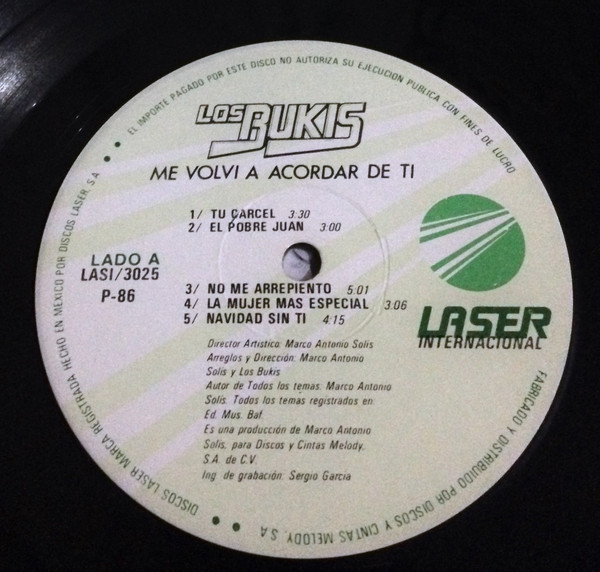 EL IMPORTE PAGADO POR ESTE DISCO NO AUTORIZA SU EJECUCION PUBLICA CON FINES DE LUCRO
LOS BUKIS
ME VOLVI A ACORDAR DE TI
1/ TU CARCEL 3:30
2/ EL POBRE JUAN 3:00
LADO A
LASI/3025
P-86
3/ NO ME ARREPIENTO 5:01
4/ LA MUJER MAS ESPECIAL 3:06
5/ NAVIDAD SIN TI 4:15
LASER
INTERNACIONAL
Director Artistico: Marco Antonio Solis
Arreglos y Dirección: Marco Antonio
Solis y Los Bukis
Autor de Todos los temas: Marco Antonio
Solis. Todos los temas registrados en:
Ed. Mus. Baf.
Es una producción de Marco Antonio
Solis, para Discos y Cintas Melody,
S.A. de C.V.
Ing. de grabación: Sergio Garcia
DISCOS LASER MARCA REGISTRADA HECHO EN MEXICO POR DISCOS LASER, S.A.
FABRICADO Y DISTRIBUIDO POR DISCOS Y CINTAS MELODY, S.A.